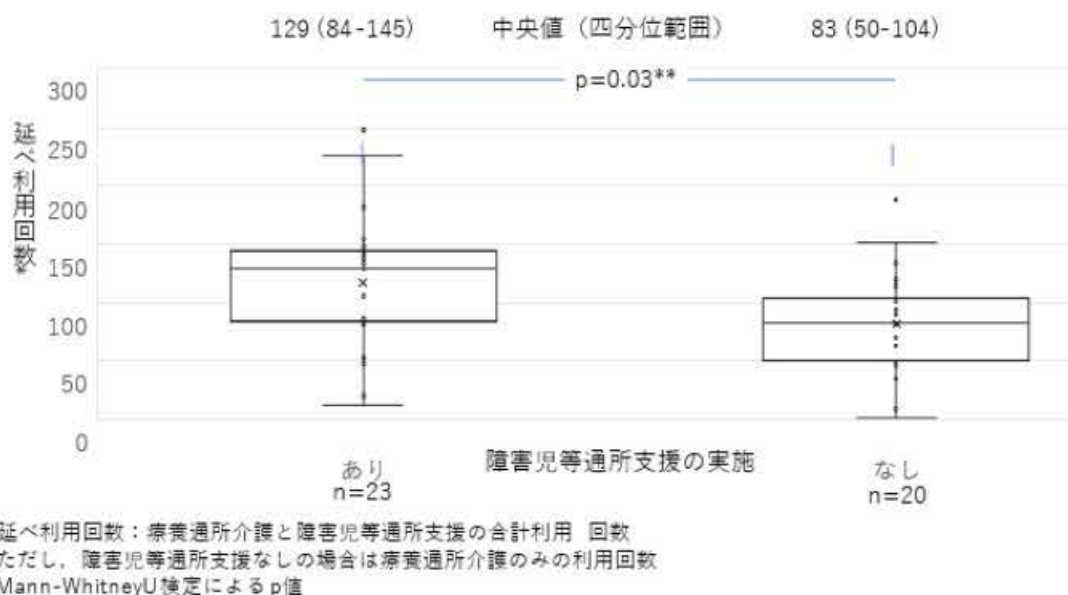 129 (84-145) 中央値（四分位範囲） 83 (50-104)
p=0.03**
延べ利用回数*
300
250
200
150
100
50
0
あり 障害児等通所支援の実施 なし
n=23 n=20
延べ利用回数：療養通所介護と障害児等通所支援の合計利用 回数
ただし，障害児等通所支援なしの場合は療養通所介護のみの利用回数
Mann-WhitneyU検定によるp値